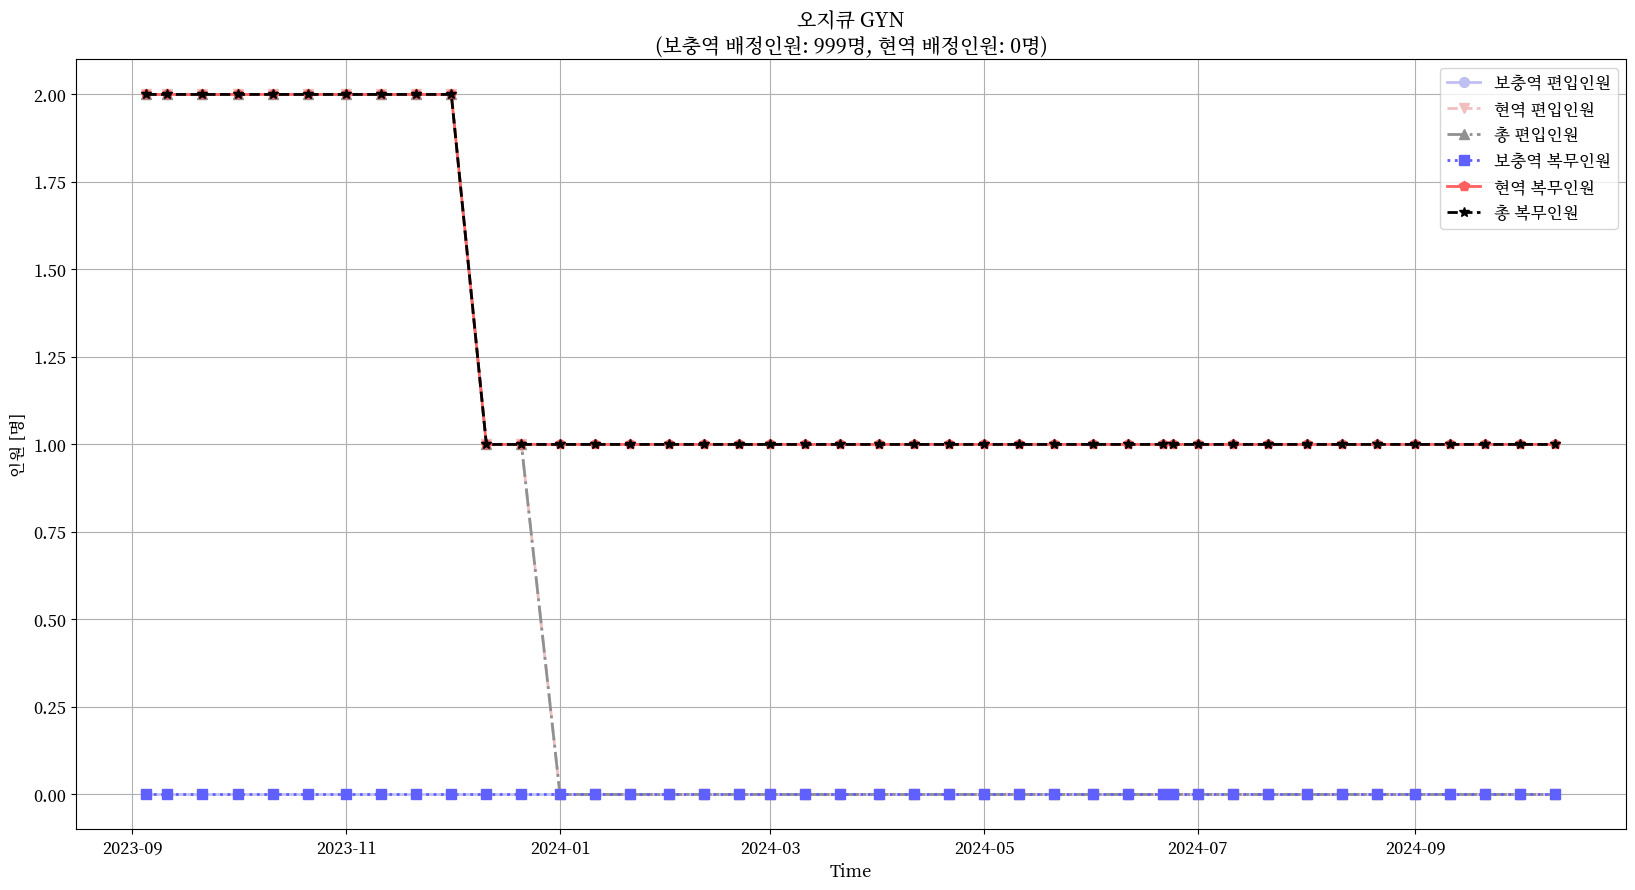 오지큐 GYN
(보충역 배정인원: 999명, 현역 배정인원: 0명)
보충역 편입인원
현역 편입인원
총 편입인원
보충역 복무인원
현역 복무인원
총 복무인원
인원 [명]
2.00
1.75
1.50
1.25
1.00
0.75
0.50
0.25
0.00
2023-09
2023-11
2024-01
2024-03
2024-05
2024-07
2024-09
Time